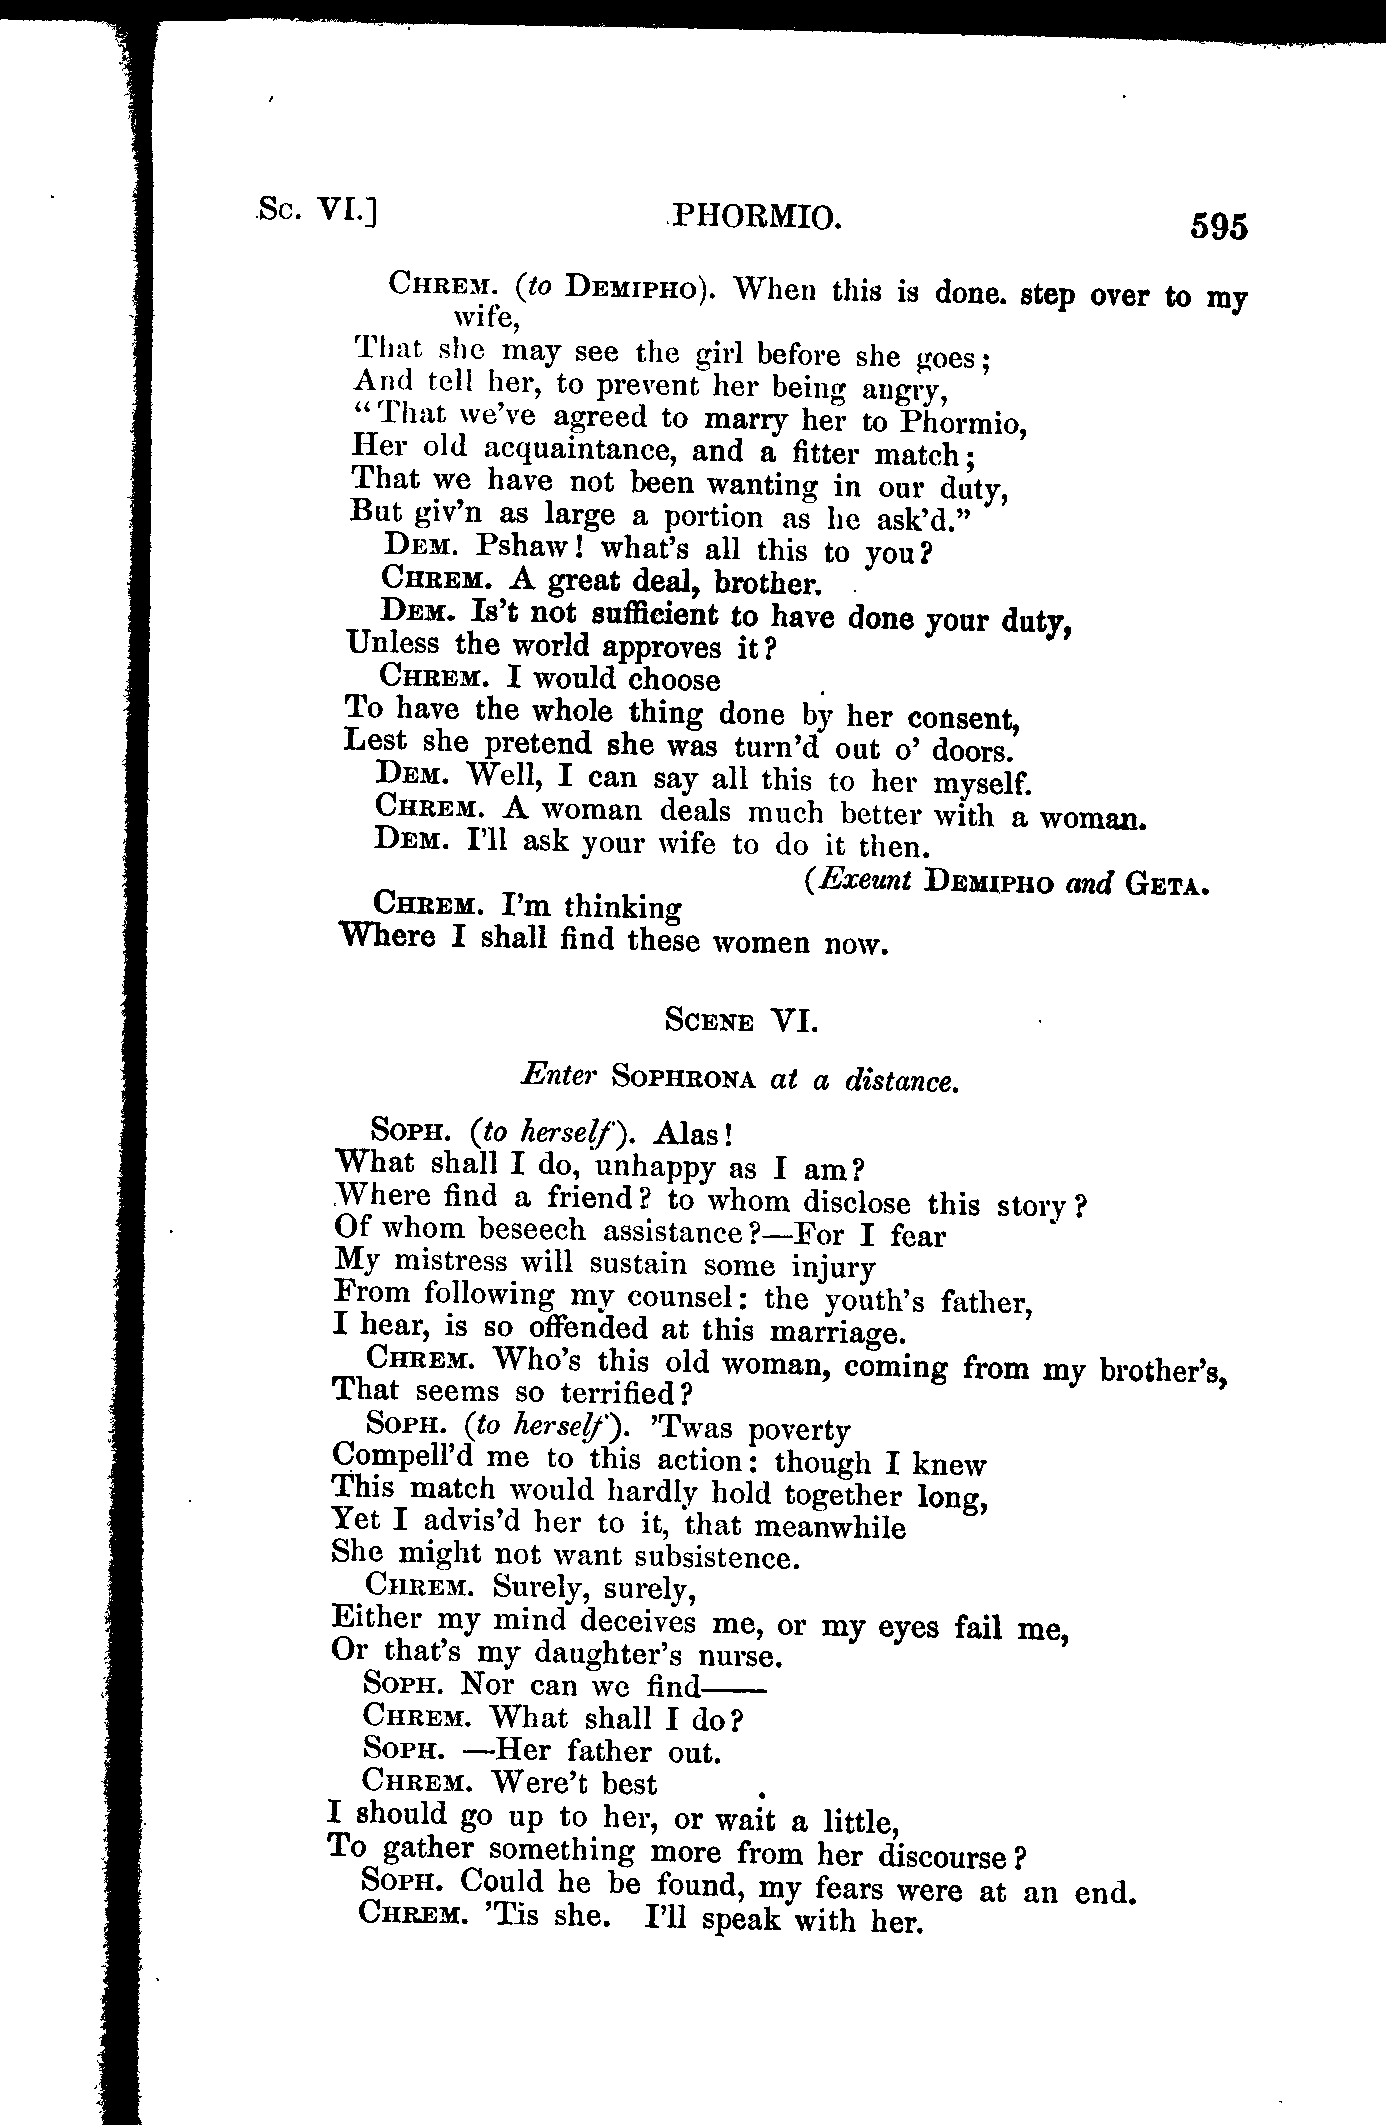 Sc. VI.] PHORMIO. 595
CHREM. (to DEMIPHO). When this is done. step over to my
wife,
That she may see the girl before she goes;
And tell her, to prevent her being angry,
"That we've agreed to marry her to Phormio,
Her old acquaintance, and a fitter match;
That we have not been wanting in our duty,
But giv'n as large a portion as he ask'd."
DEM. Pshaw! what's all this to you?
CHREM. A great deal, brother.
DEM. Is't not sufficient to have done your duty,
Unless the world approves it?
CHREM. I would choose
To have the whole thing done by her consent,
Lest she pretend she was turn'd out o' doors.
DEM. Well, I can say all this to her myself.
CHREM. A woman deals much better with a woman.
DEM. I'll ask your wife to do it then.
(Exeunt DEMIPHO and GETA.
CHREM. I'm thinking
Where I shall find these women now.
SCENE VI.
Enter SOPHRONA at a distance.
SOPH. (to herself). Alas!
What shall I do, unhappy as I am?
Where find a friend? to whom disclose this story?
Of whom beseech assistance?—For I fear
My mistress will sustain some injury
From following my counsel: the youth's father,
I hear, is so offended at this marriage.
CHREM. Who's this old woman, coming from my brother's,
That seems so terrified?
SOPH. (to herself). 'Twas poverty
Compell'd me to this action: though I knew
This match would hardly hold together long,
Yet I advis'd her to it, that meanwhile
She might not want subsistence.
CHREM. Surely, surely,
Either my mind deceives me, or my eyes fail me,
Or that's my daughter's nurse.
SOPH. Nor can we find——
CHREM. What shall I do?
SOPH. —Her father out.
CHREM. Were't best
I should go up to her, or wait a little,
To gather something more from her discourse?
SOPH. Could he be found, my fears were at an end.
CHREM. 'Tis she. I'll speak with her.